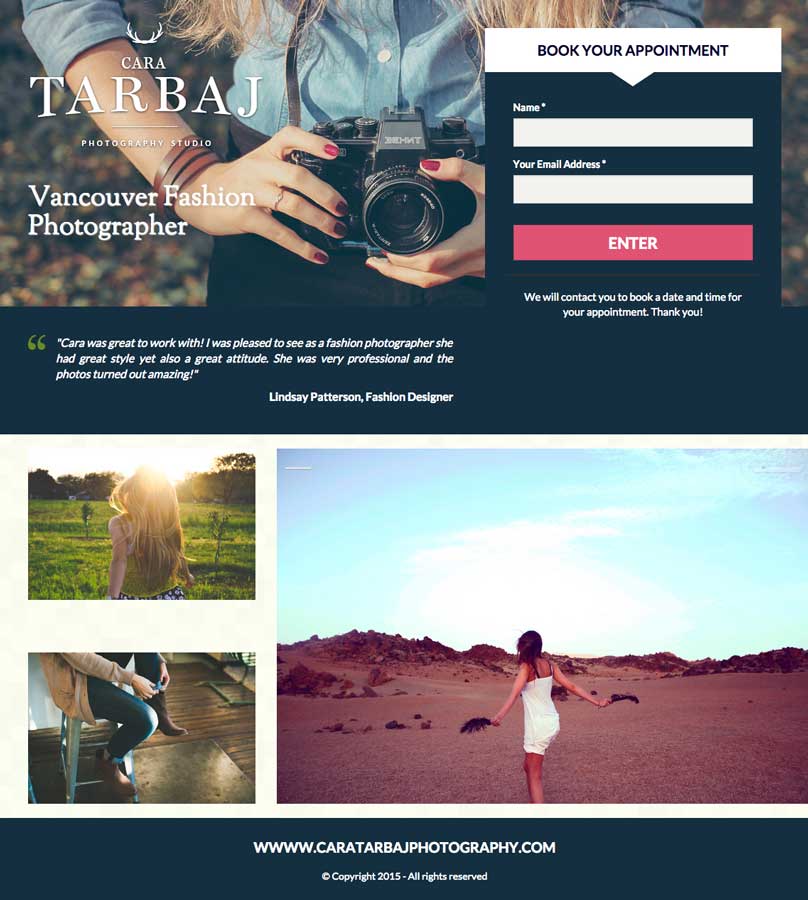 CARA
TARBAJ
PHOTOGRAPHY STUDIO
Vancouver Fashion
Photographer
ЗЕНИТ
BOOK YOUR APPOINTMENT
Name *
Your Email Address *
ENTER
We will contact you to book a date and time for
your appointment. Thank you!
"Cara was great to work with! I was pleased to see as a fashion photographer she
had great style yet also a great attitude. She was very professional and the
photos turned out amazing!"
Lindsay Patterson, Fashion Designer
WWWW.CARATARBAJPHOTOGRAPHY.COM
© Copyright 2015 - All rights reserved